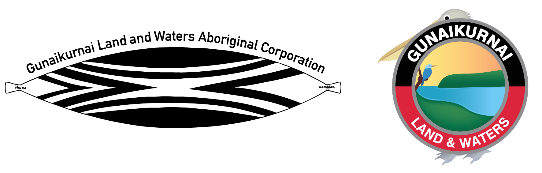 Gunaikurnai Land and Waters Aboriginal Corporation
GUNAIKURNAI
LAND & WATERS